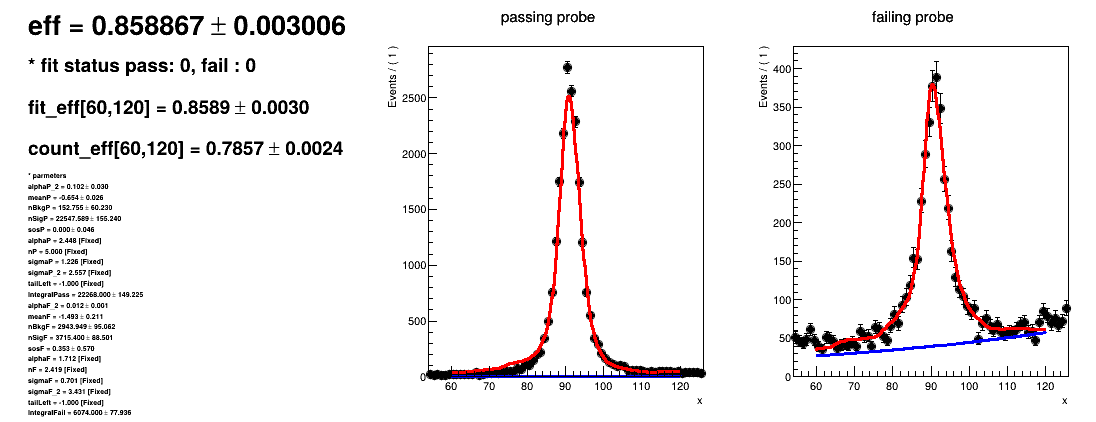 eff = 0.858867 ± 0.003006
* fit status pass: 0, fail : 0
fit_eff[60,120] = 0.8589 ± 0.0030
count_eff[60,120] = 0.7857 ± 0.0024
* parmeters
alphaP_2 = 0.102 ± 0.030
meanP = -0.654 ± 0.026
nBkgP = 152.755 ± 60.230
nSigP = 22547.589 ± 155.240
sosP = 0.000 ± 0.046
alphaP = 2.448 [Fixed]
nP = 5.000 [Fixed]
sigmaP = 1.226 [Fixed]
sigmaP_2 = 2.557 [Fixed]
tailLeft = -1.000 [Fixed]
IntegralPass = 22268.000 ± 149.225
alphaF_2 = 0.012 ± 0.001
meanF = -1.493 ± 0.211
nBkgF = 2943.949 ± 95.062
nSigF = 3715.400 ± 88.501
sosF = 0.353 ± 0.570
alphaF = 1.712 [Fixed]
nF = 2.419 [Fixed]
sigmaF = 0.701 [Fixed]
sigmaF_2 = 3.431 [Fixed]
tailLeft = -1.000 [Fixed]
IntegralFail = 6074.000 ± 77.936
passing probe
Events / ( 1 )
2500
2000
1500
1000
500
0
60 70 80 90 100 110 120
x
failing probe
Events / ( 1 )
400
350
300
250
200
150
100
50
0
60 70 80 90 100 110 120
x